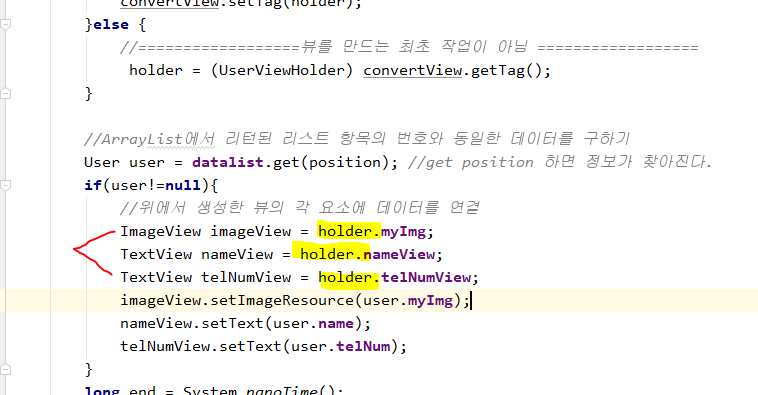 convertView.setTag(holder);
}else {
//==================뷰를 만드는 최초 작업이 아님 ==================
holder = (UserViewHolder) convertView.getTag();
}
//ArrayList에서 리턴된 리스트 항목의 번호와 동일한 데이터를 구하기
User user = datalist.get(position); //get position 하면 정보가 찾아진다.
if(user!=null){
//위에서 생성한 뷰의 각 요소에 데이터를 연결
ImageView imageView = holder.myImg;
TextView nameView = holder.nameView;
TextView telNumView = holder.telNumView;
imageView.setImageResource(user.myImg);
nameView.setText(user.name);
telNumView.setText(user.telNum);
}
long end = System.nanoTime();